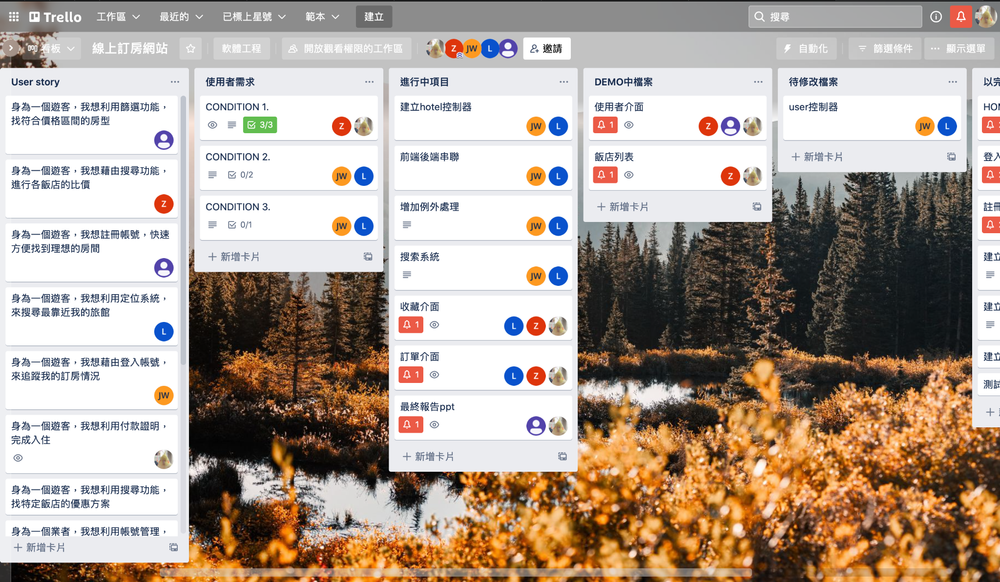 Trello 工作區 最近的 已標上星號 範本 建立 搜尋
看板 線上訂房網站 軟體工程 開放觀看權限的工作區 Z JW L 邀請 自動化 篩選條件 顯示選單
User story
身為一個遊客，我想利用篩選功能，
找符合價格區間的房型
身為一個遊客，我想藉由搜尋功能，
進行各飯店的比價
Z
身為一個遊客，我想註冊帳號，快速
方便找到理想的房間
身為一個遊客，我想利用定位系統，
來搜尋最靠近我的旅館
L
身為一個遊客，我想藉由登入帳號，
來追蹤我的訂房情況
JW
身為一個遊客，我想利用付款證明，
完成入住
身為一個遊客，我想利用搜尋功能，
找特定飯店的優惠方案
身為一個業者，我想利用帳號管理，
+ 新增卡片
使用者需求
CONDITION 1.
3/3 Z
CONDITION 2.
0/2 JW L
CONDITION 3.
0/1 JW L
+ 新增卡片
進行中項目
建立hotel控制器
JW L
前端後端串聯
JW L
增加例外處理
JW L
搜索系統
JW L
收藏介面
1 L Z
訂單介面
1 L Z
最終報告ppt
1
+ 新增卡片
DEMO中檔案
使用者介面
1 Z
飯店列表
1 Z
+ 新增卡片
待修改檔案
user控制器
JW L
+ 新增卡片
以完
HOM
登入
註冊
建立
建立
建立
測試
+